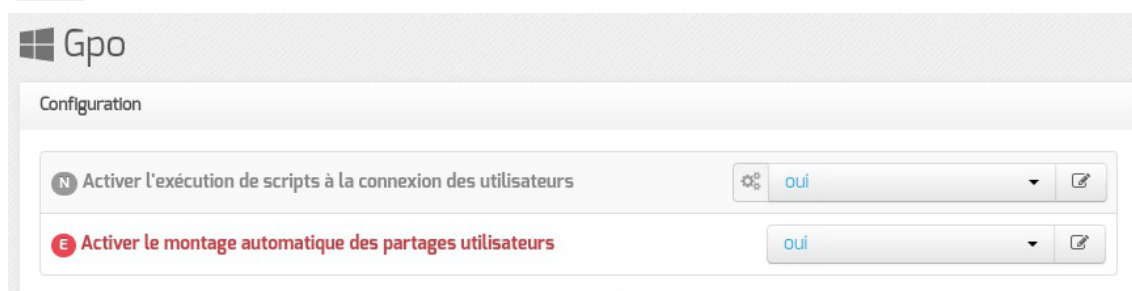 Gpo
Configuration
N Activer l'exécution de scripts à la connexion des utilisateurs oui
E Activer le montage automatique des partages utilisateurs oui